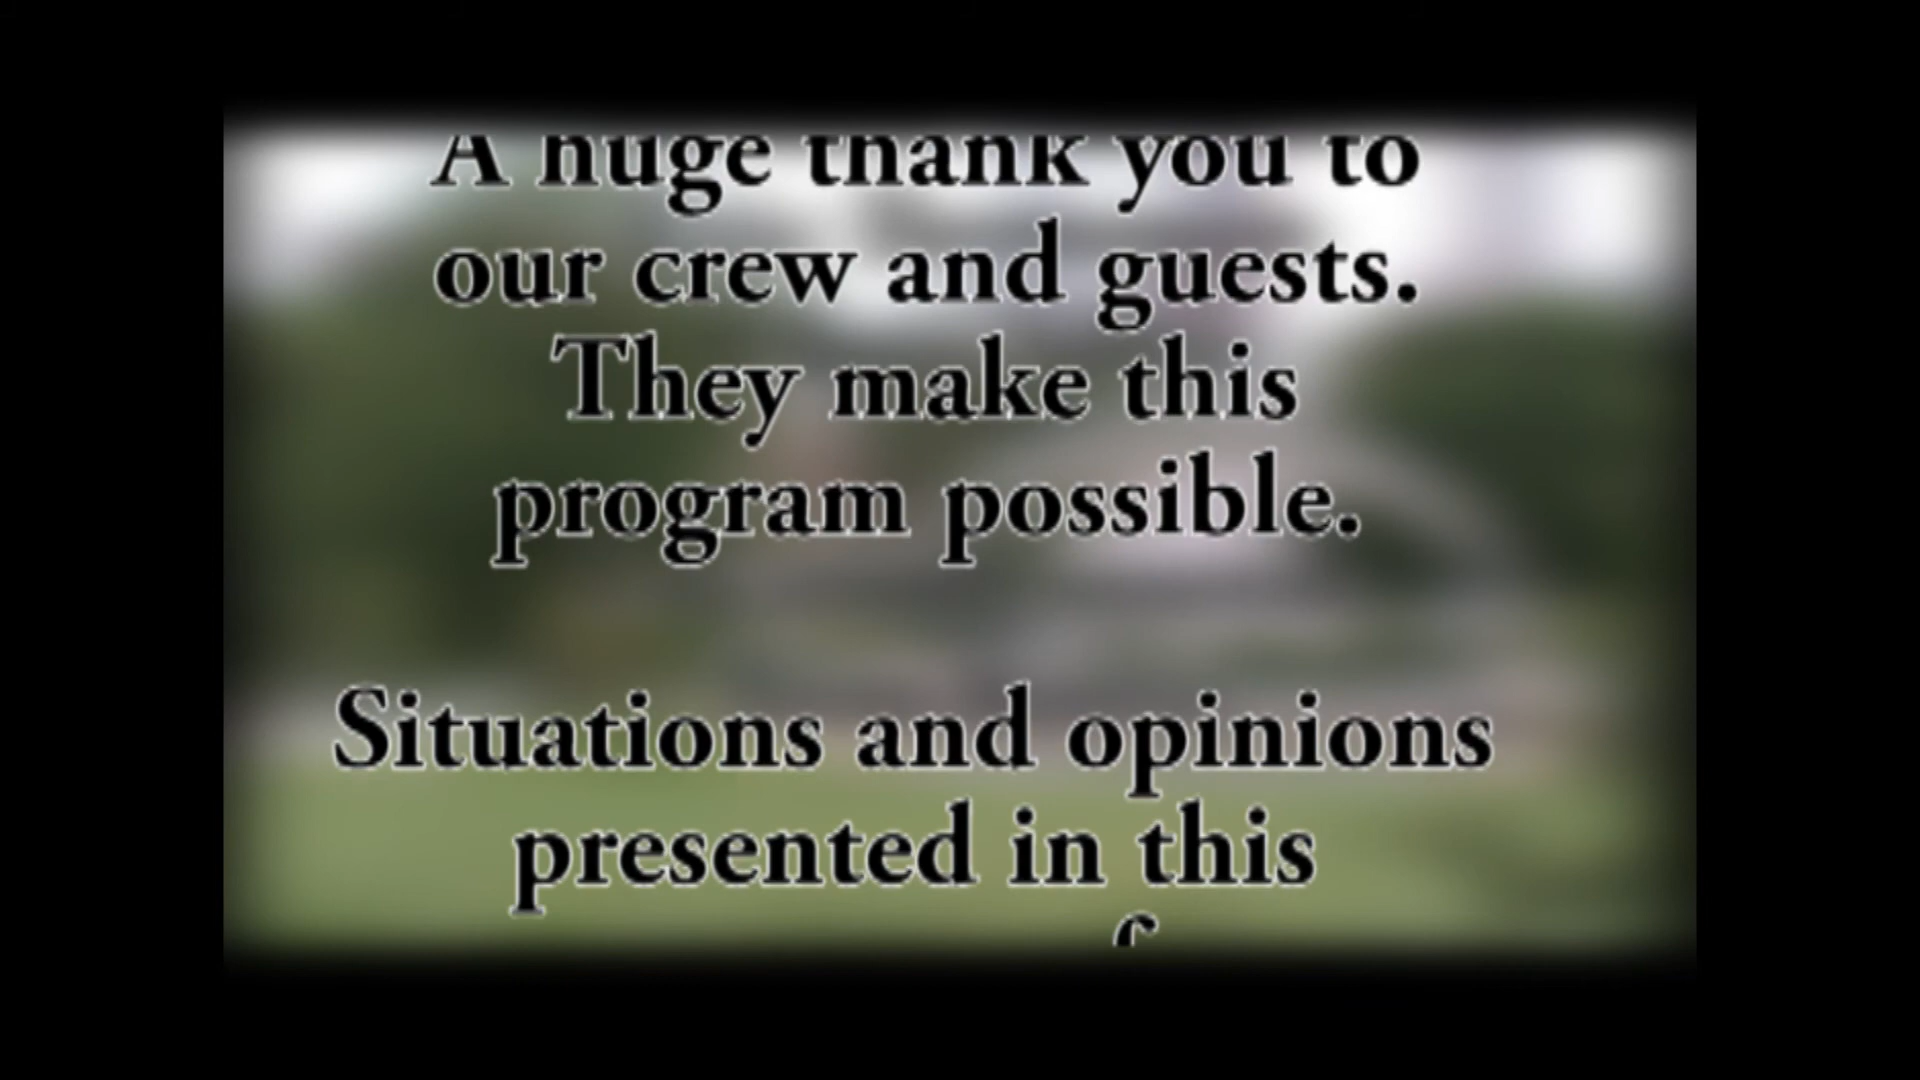 A huge thank you to
our crew and guests.
They make this
program possible.
Situations and opinions
presented in this